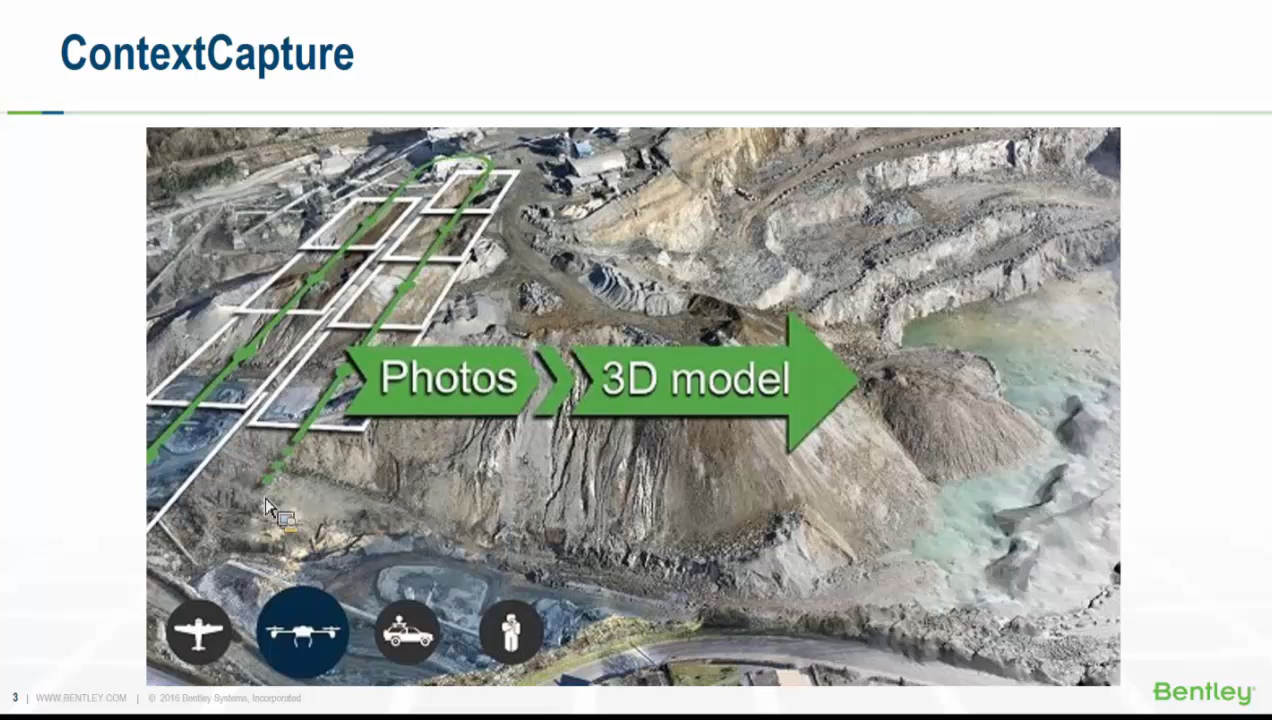 ContextCapture
Photos
3D model
3 | WWW.BENTLEY.COM | © 2016 Bentley Systems, Incorporated
Bentley®